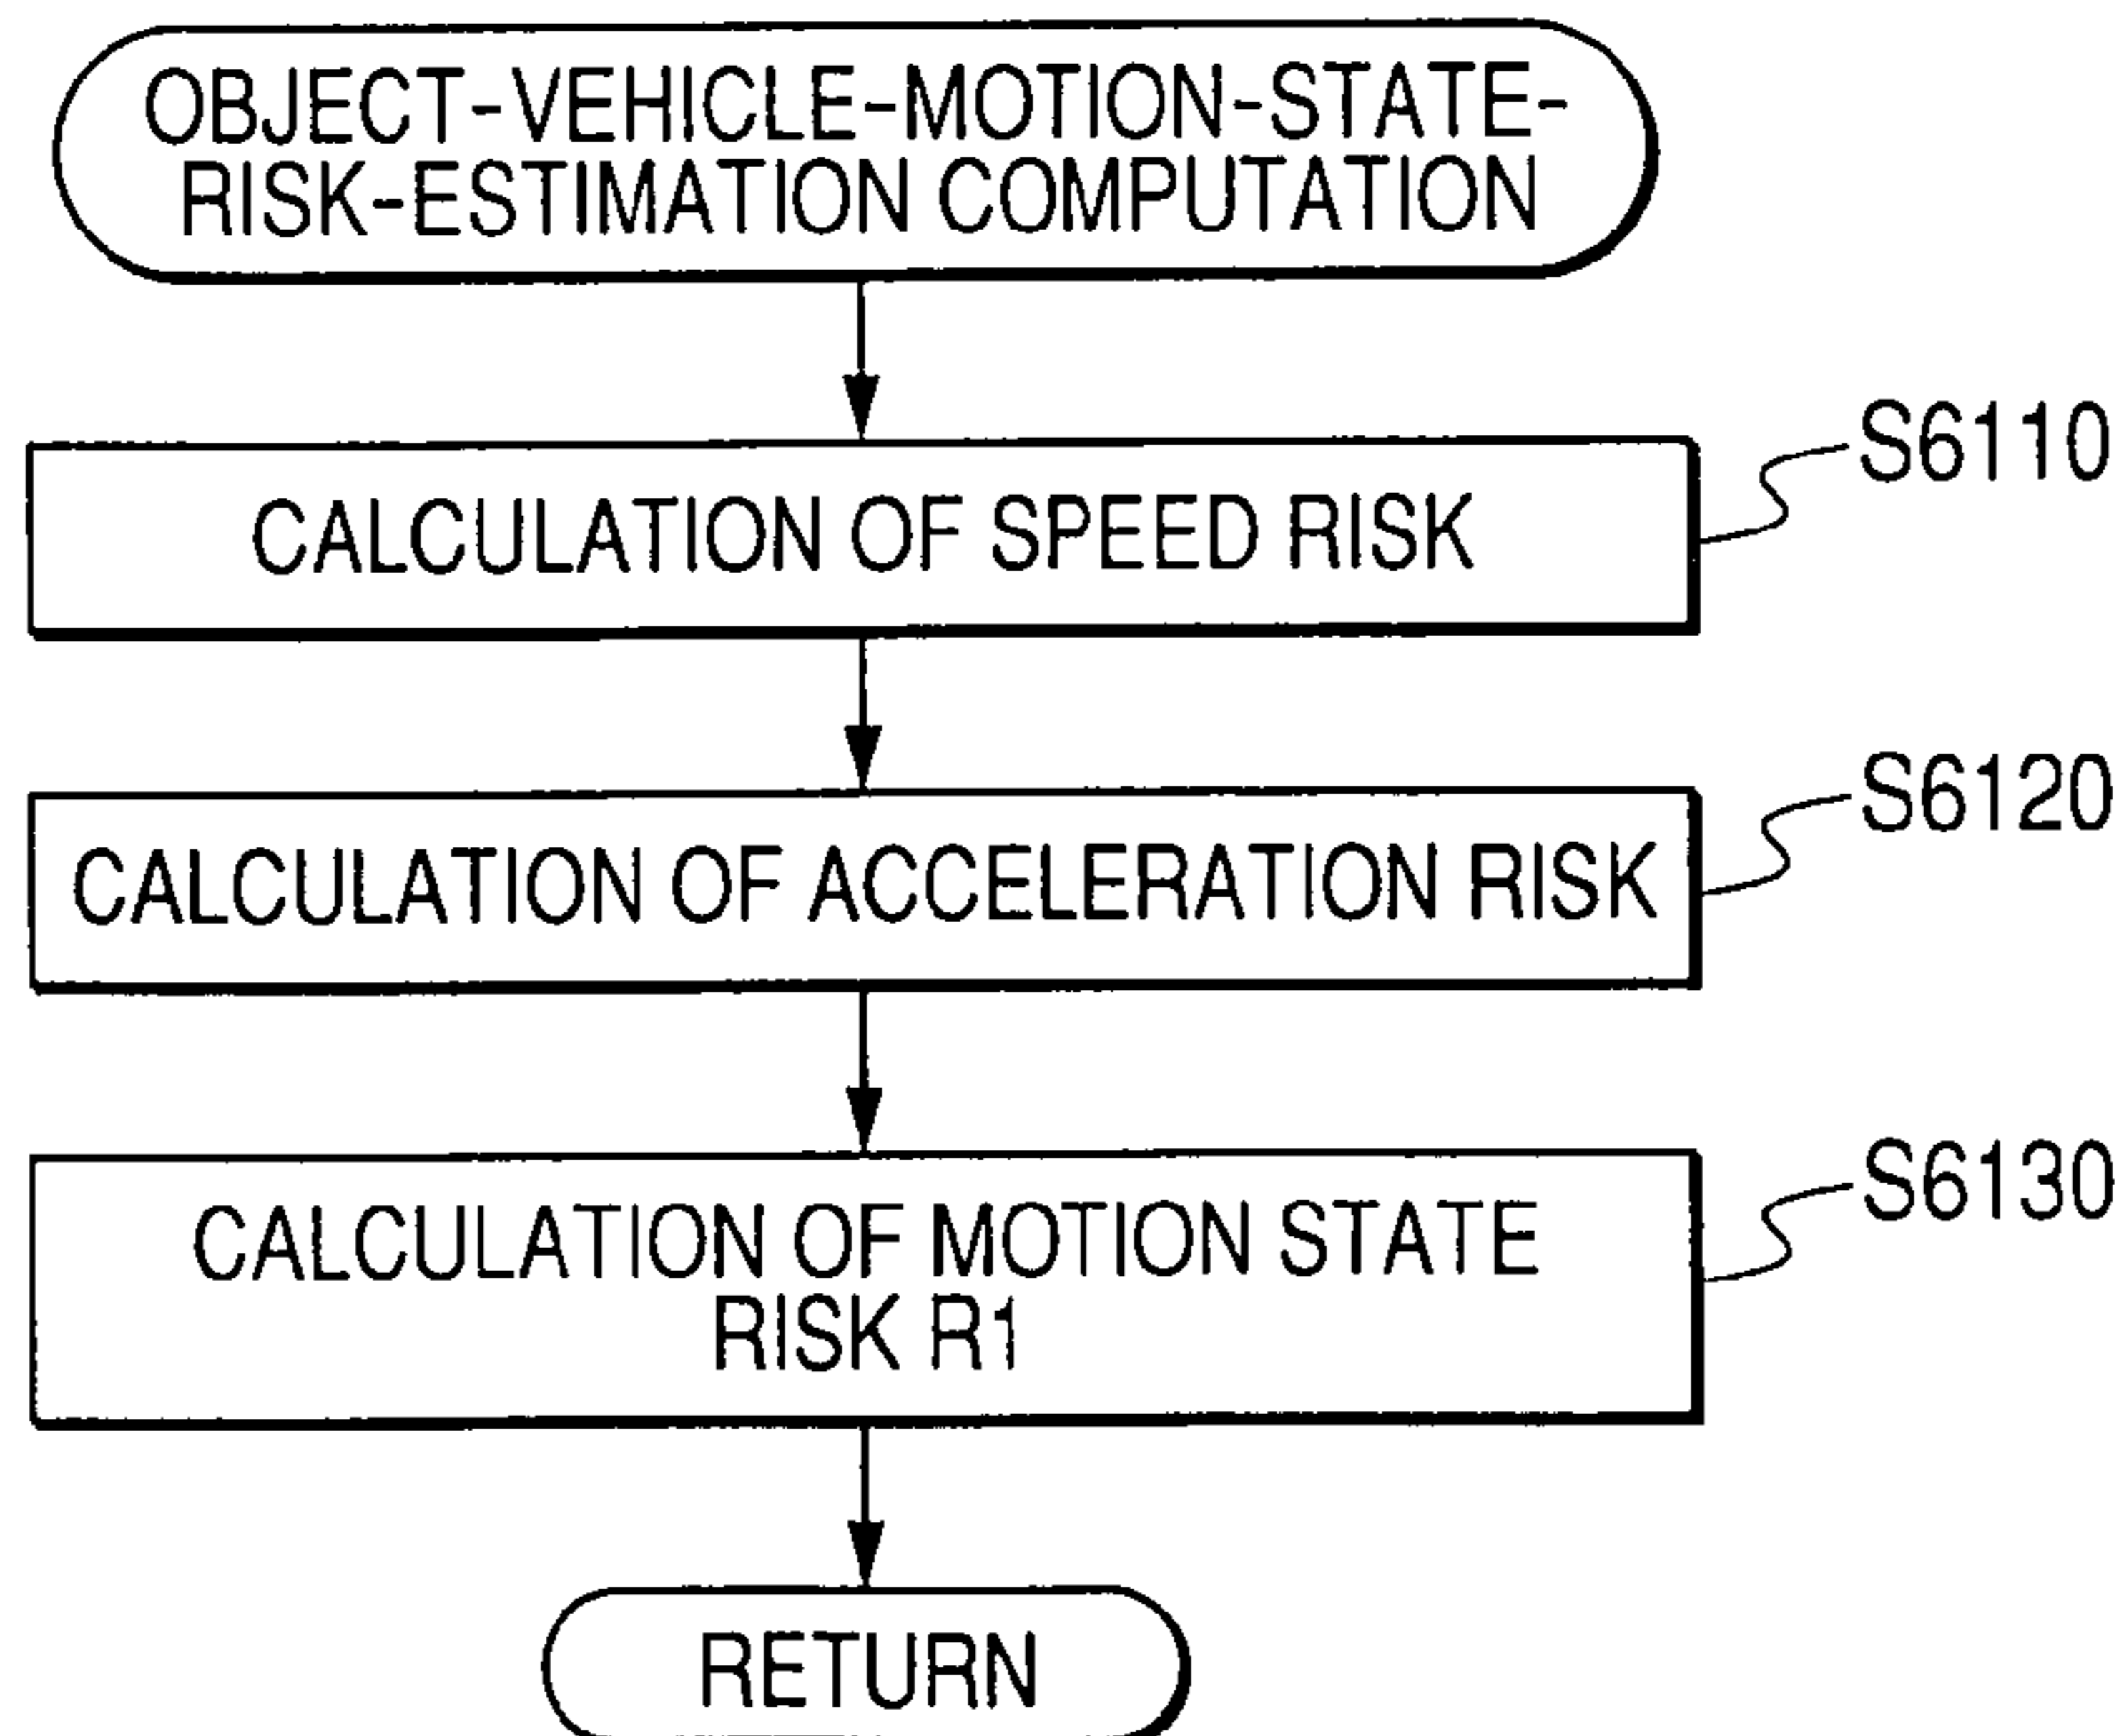 OBJECT-VEHICLE-MOTION-STATE-
RISK-ESTIMATION COMPUTATION
S6110
CALCULATION OF SPEED RISK
S6120
CALCULATION OF ACCELERATION RISK
S6130
CALCULATION OF MOTION STATE
RISK R1
RETURN